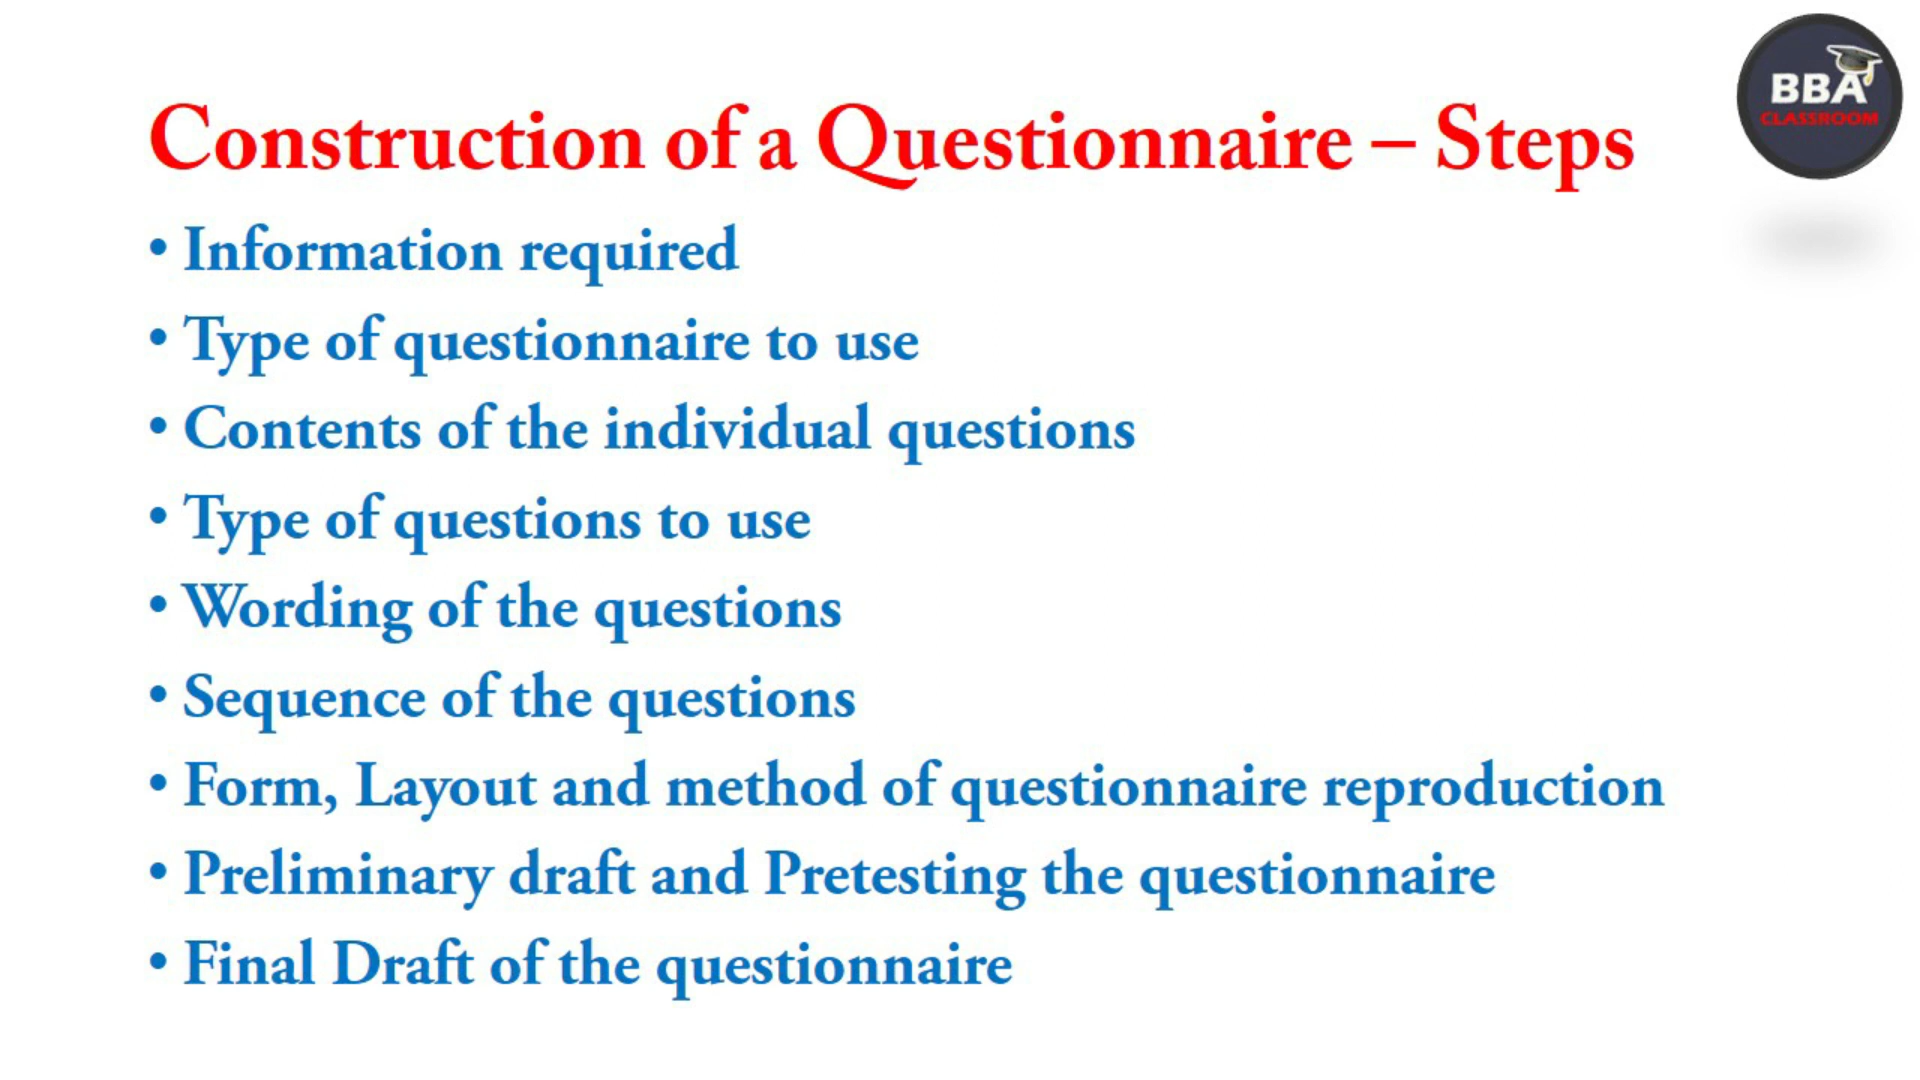 BBA
CLASSROOM
Construction of a Questionnaire – Steps
• Information required
• Type of questionnaire to use
• Contents of the individual questions
• Type of questions to use
• Wording of the questions
• Sequence of the questions
• Form, Layout and method of questionnaire reproduction
• Preliminary draft and Pretesting the questionnaire
• Final Draft of the questionnaire